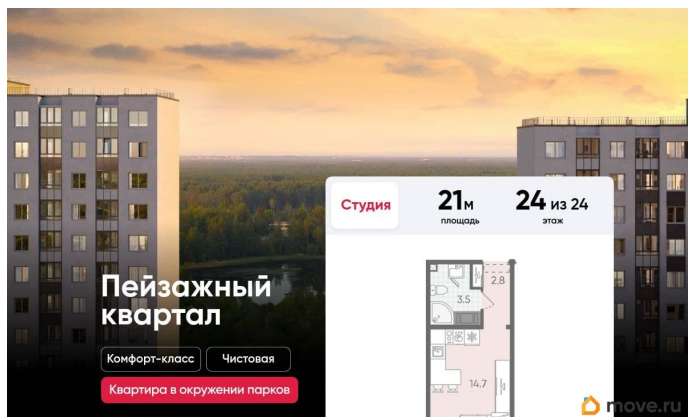 Студия
21м
площадь
24 из 24
этаж
Пейзажный
квартал
Комфорт-класс
Чистовая
Квартира в окружении парков
2.8
3.5
14.7
move.ru